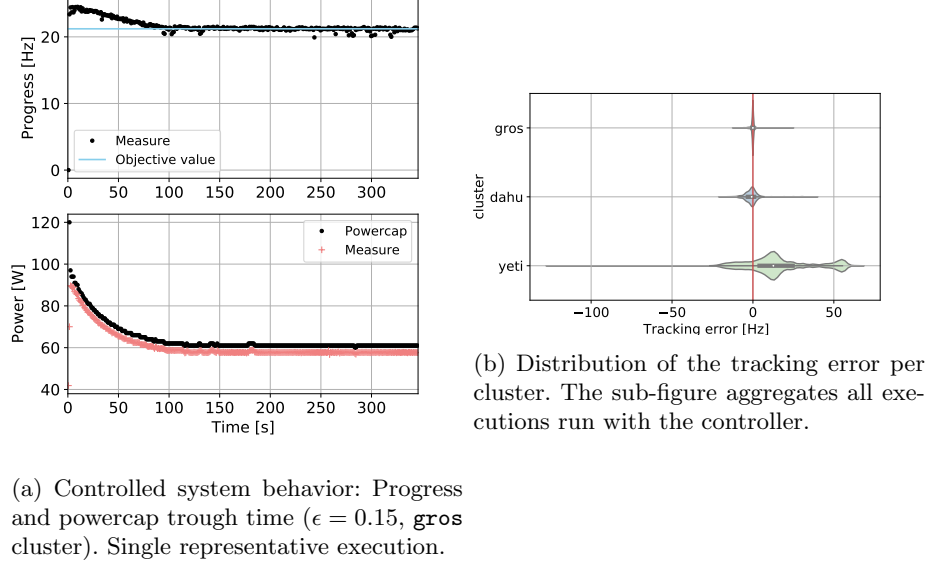 Progress [Hz]
20
10
0
Measure
Objective value
0 50 100 150 200 250 300
Power [W]
120
100
80
60
40
Powercap
Measure
0 50 100 150 200 250 300
Time [s]
(a) Controlled system behavior: Progress
and powercap trough time (ϵ = 0.15, gros
cluster). Single representative execution.
cluster
gros
dahu
yeti
−100 −50 0 50
Tracking error [Hz]
(b) Distribution of the tracking error per
cluster. The sub-figure aggregates all exe-
cutions run with the controller.